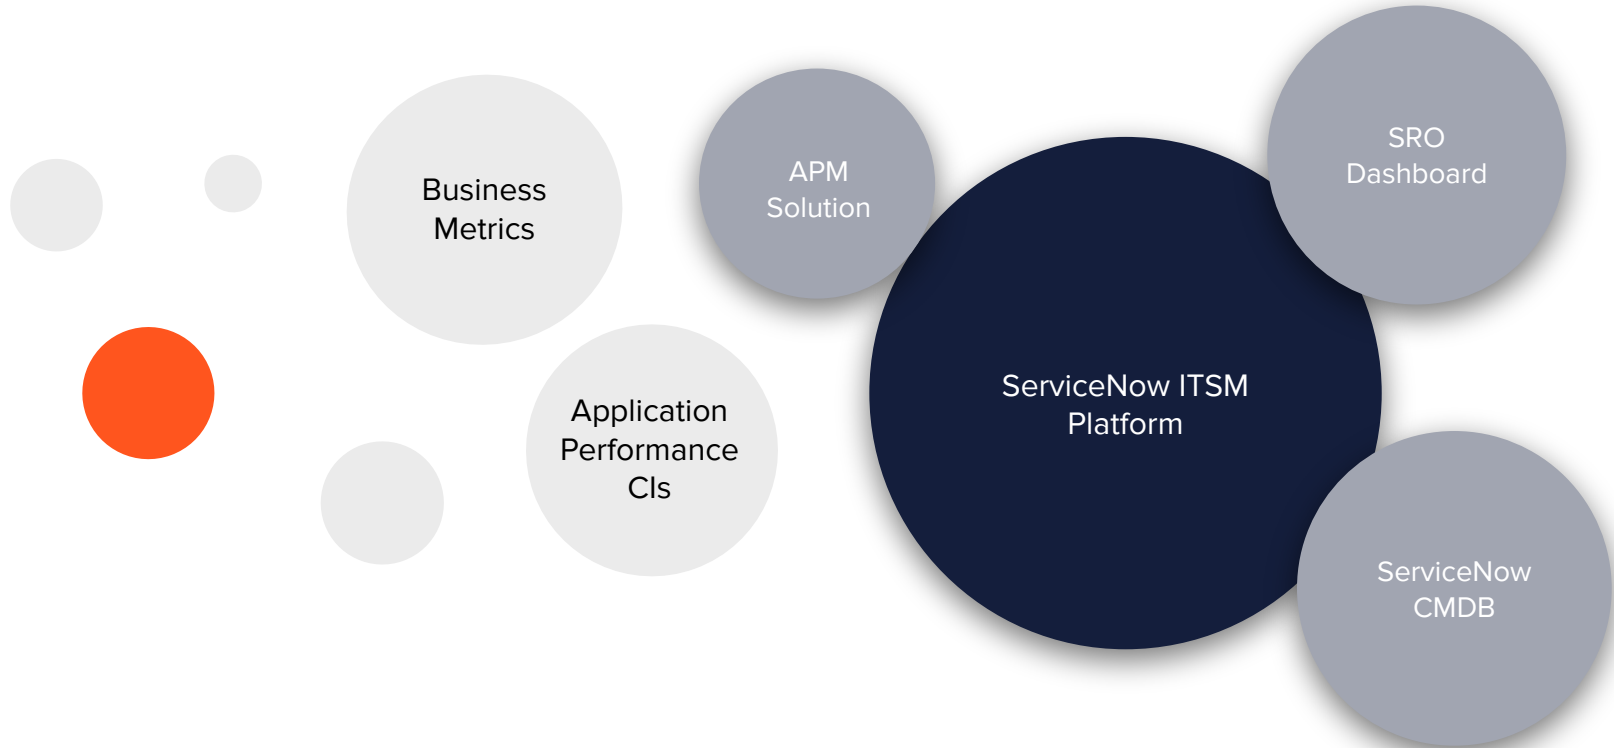 Business
Metrics
Application
Performance
CIs
APM
Solution
ServiceNow ITSM
Platform
SRO
Dashboard
ServiceNow
CMDB